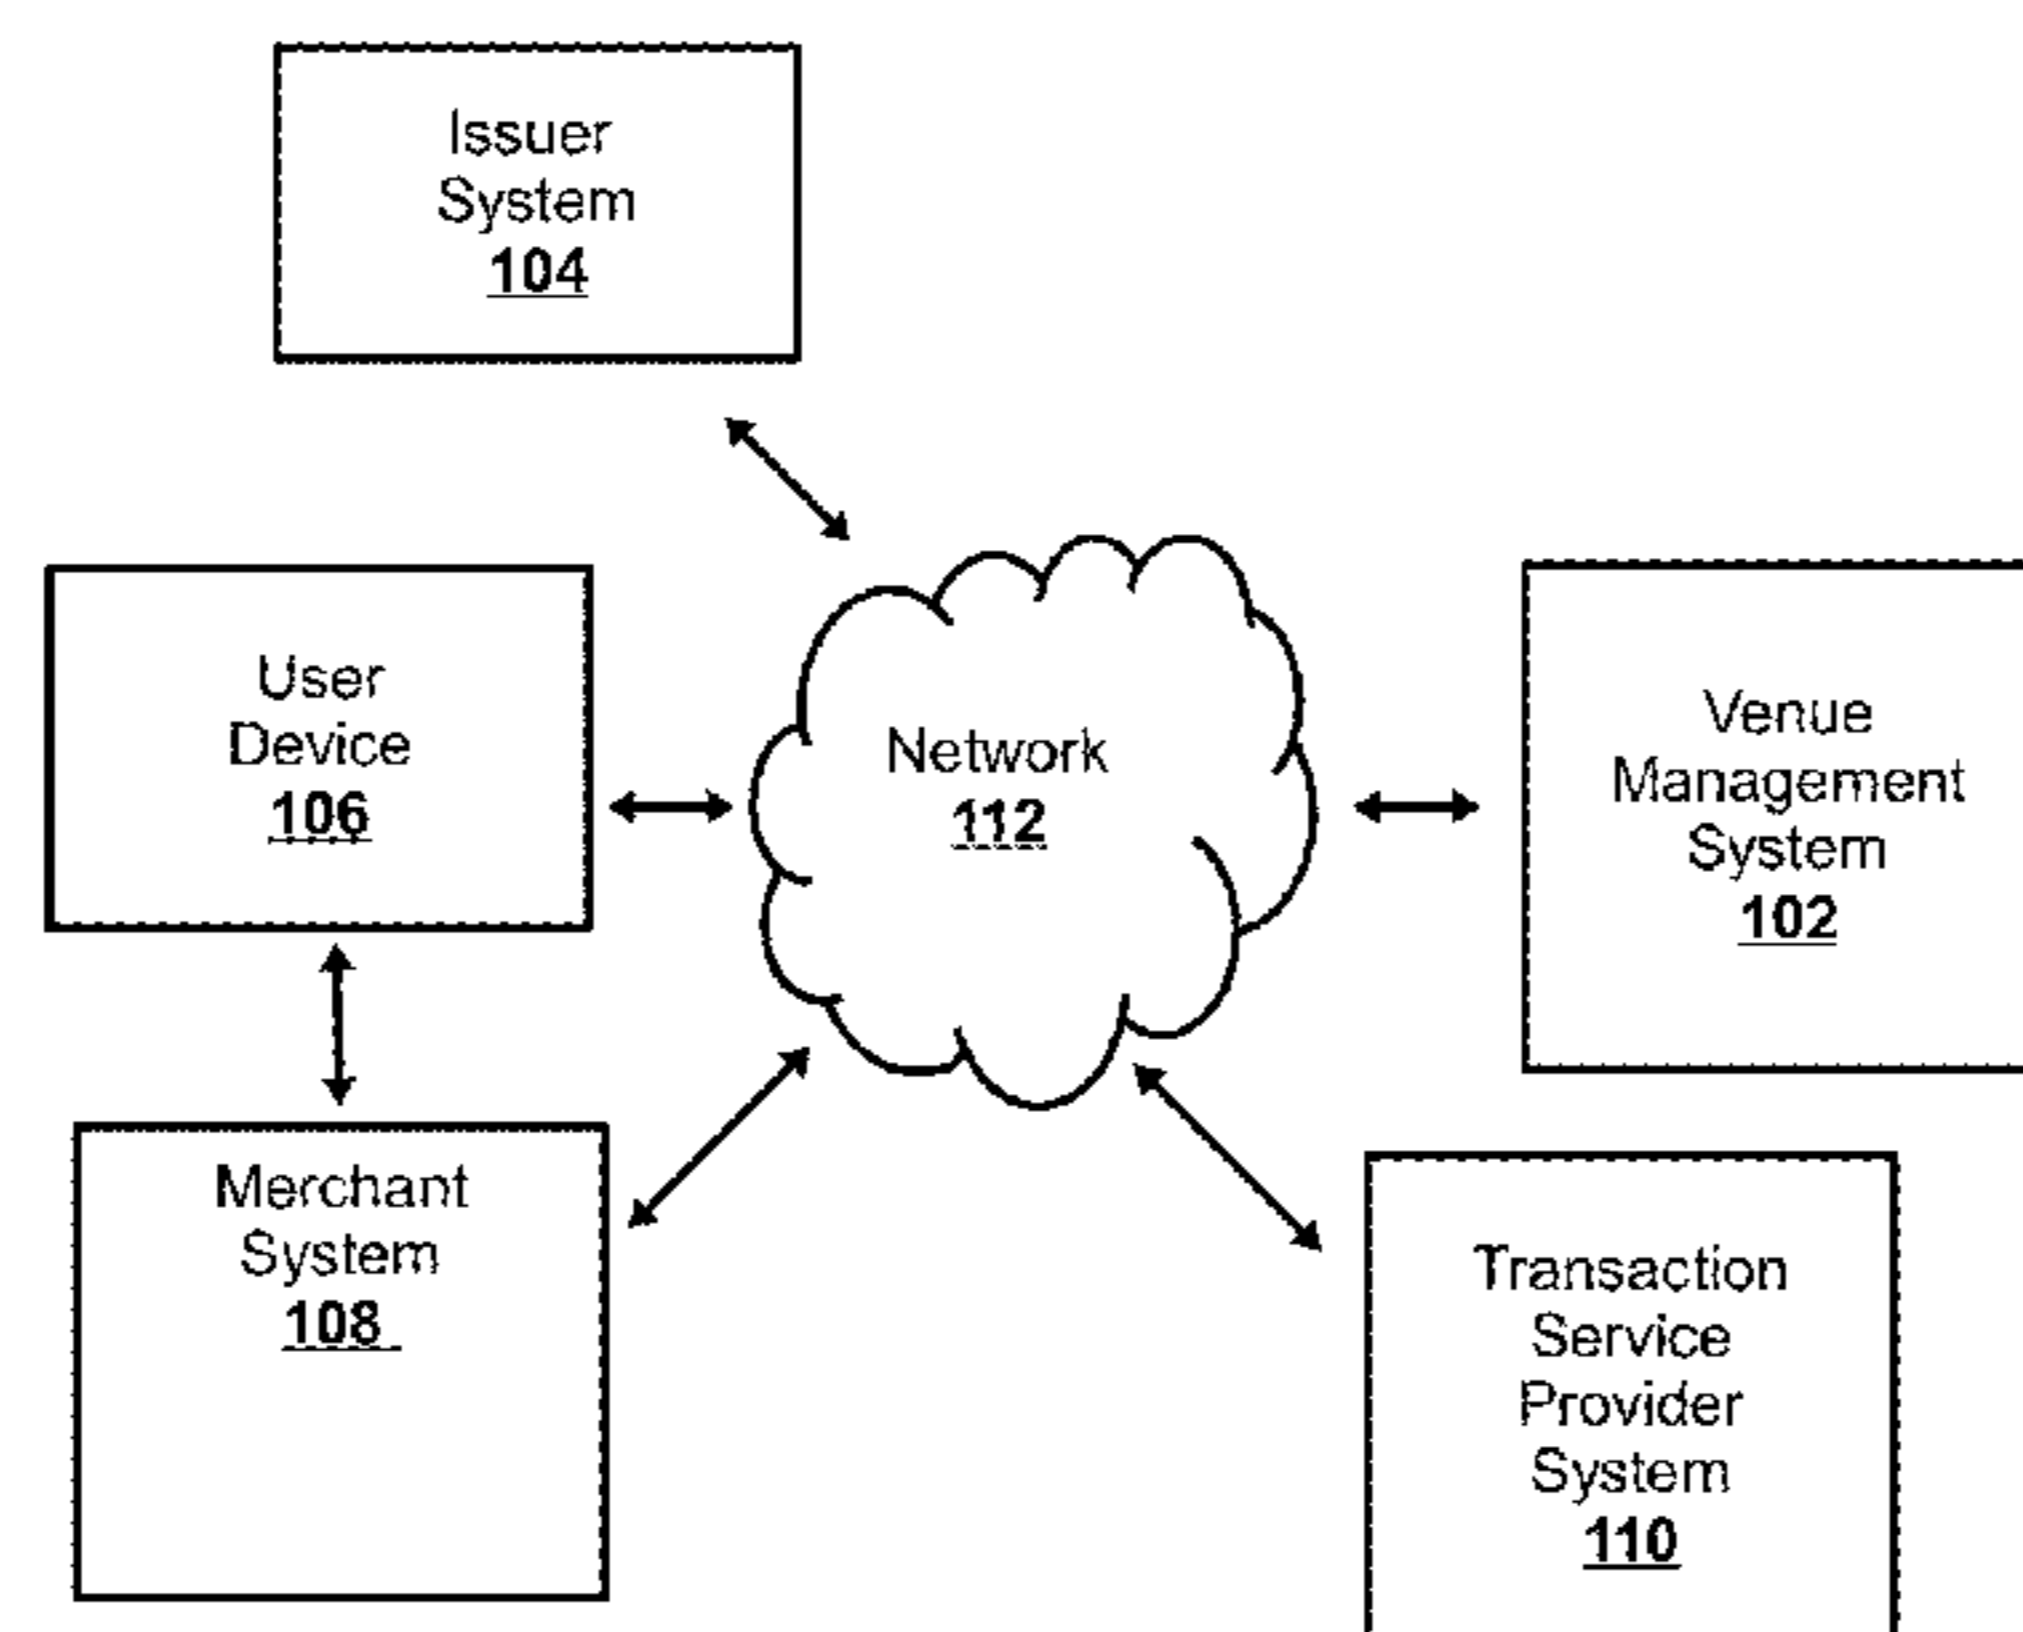 Issuer
System
104
User
Device
106
Network
112
Venue
Management
System
102
Merchant
System
108
Transaction
Service
Provider
System
110